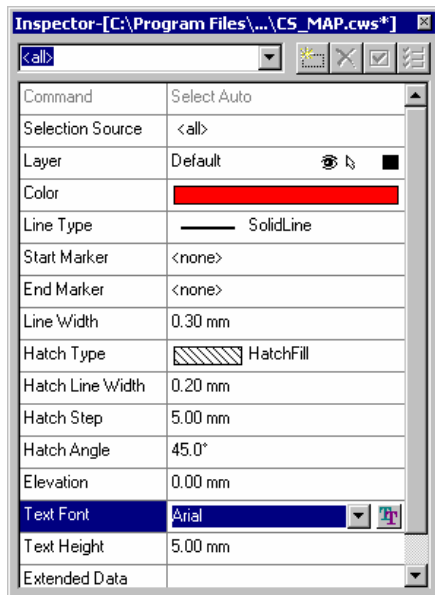 Inspector-[C:\Program Files\...\CS_MAP.cws*]
<all>
Command Select Auto
Selection Source <all>
Layer Default
Color
Line Type SolidLine
Start Marker <none>
End Marker <none>
Line Width 0.30 mm
Hatch Type HatchFill
Hatch Line Width 0.20 mm
Hatch Step 5.00 mm
Hatch Angle 45.0°
Elevation 0.00 mm
Text Font Arial
Text Height 5.00 mm
Extended Data